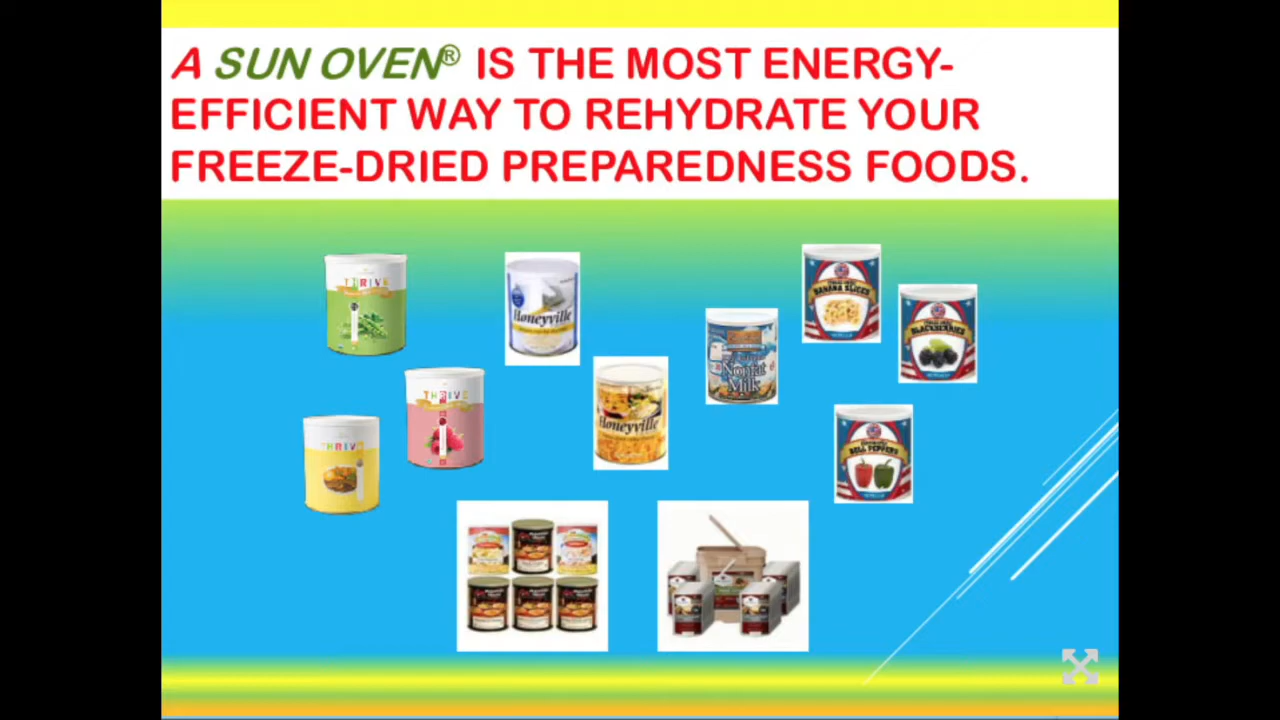 A SUN OVEN® IS THE MOST ENERGY-
EFFICIENT WAY TO REHYDRATE YOUR
FREEZE-DRIED PREPAREDNESS FOODS.
THRIVE
Honeyville
BANANA SLICES
BLACKBERRIES
Nonfat
Milk
THRIVE
Honeyville
THRIVE
BELL PEPPERS